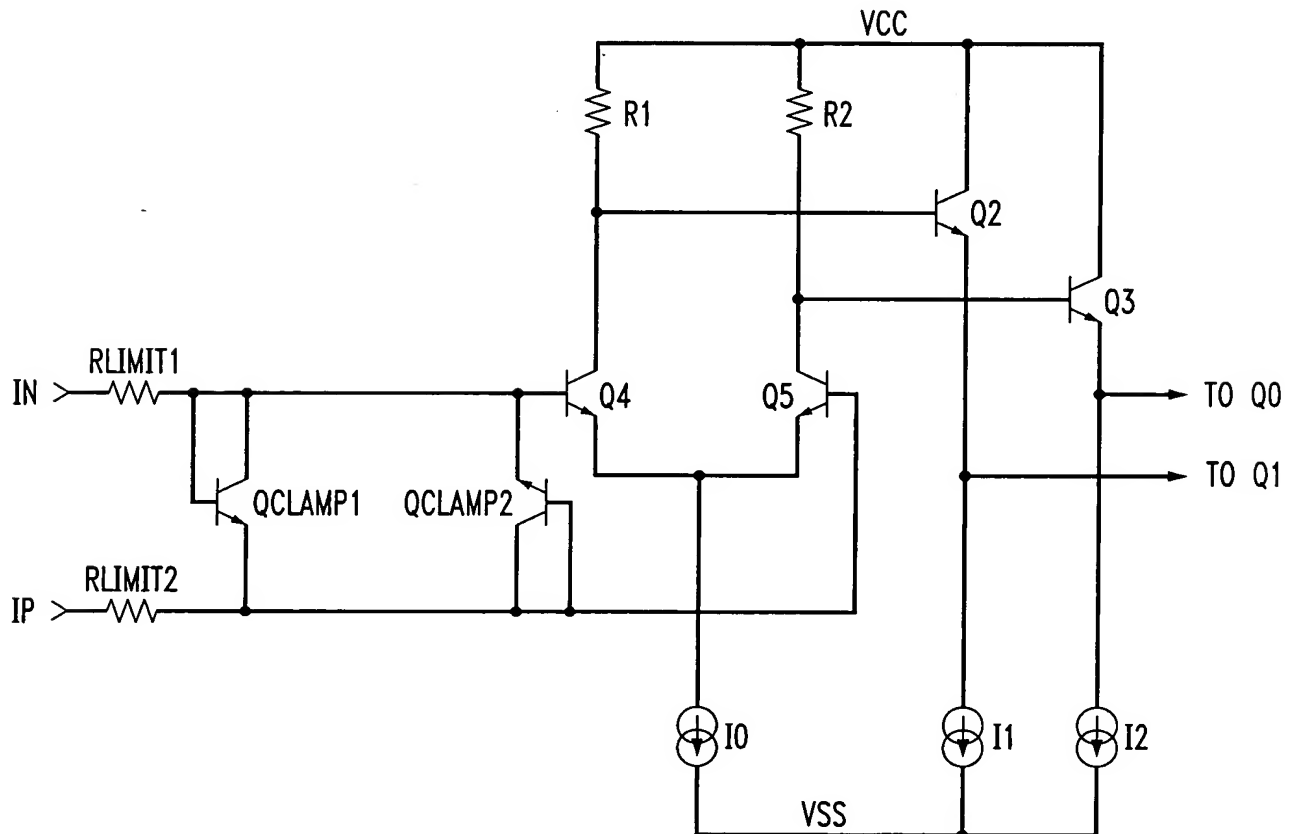 VCC
R1
R2
Q2
Q3
RLIMIT1
IN
Q4
Q5
TO Q0
TO Q1
QCLAMP1
QCLAMP2
RLIMIT2
IP
I0
I1
I2
VSS